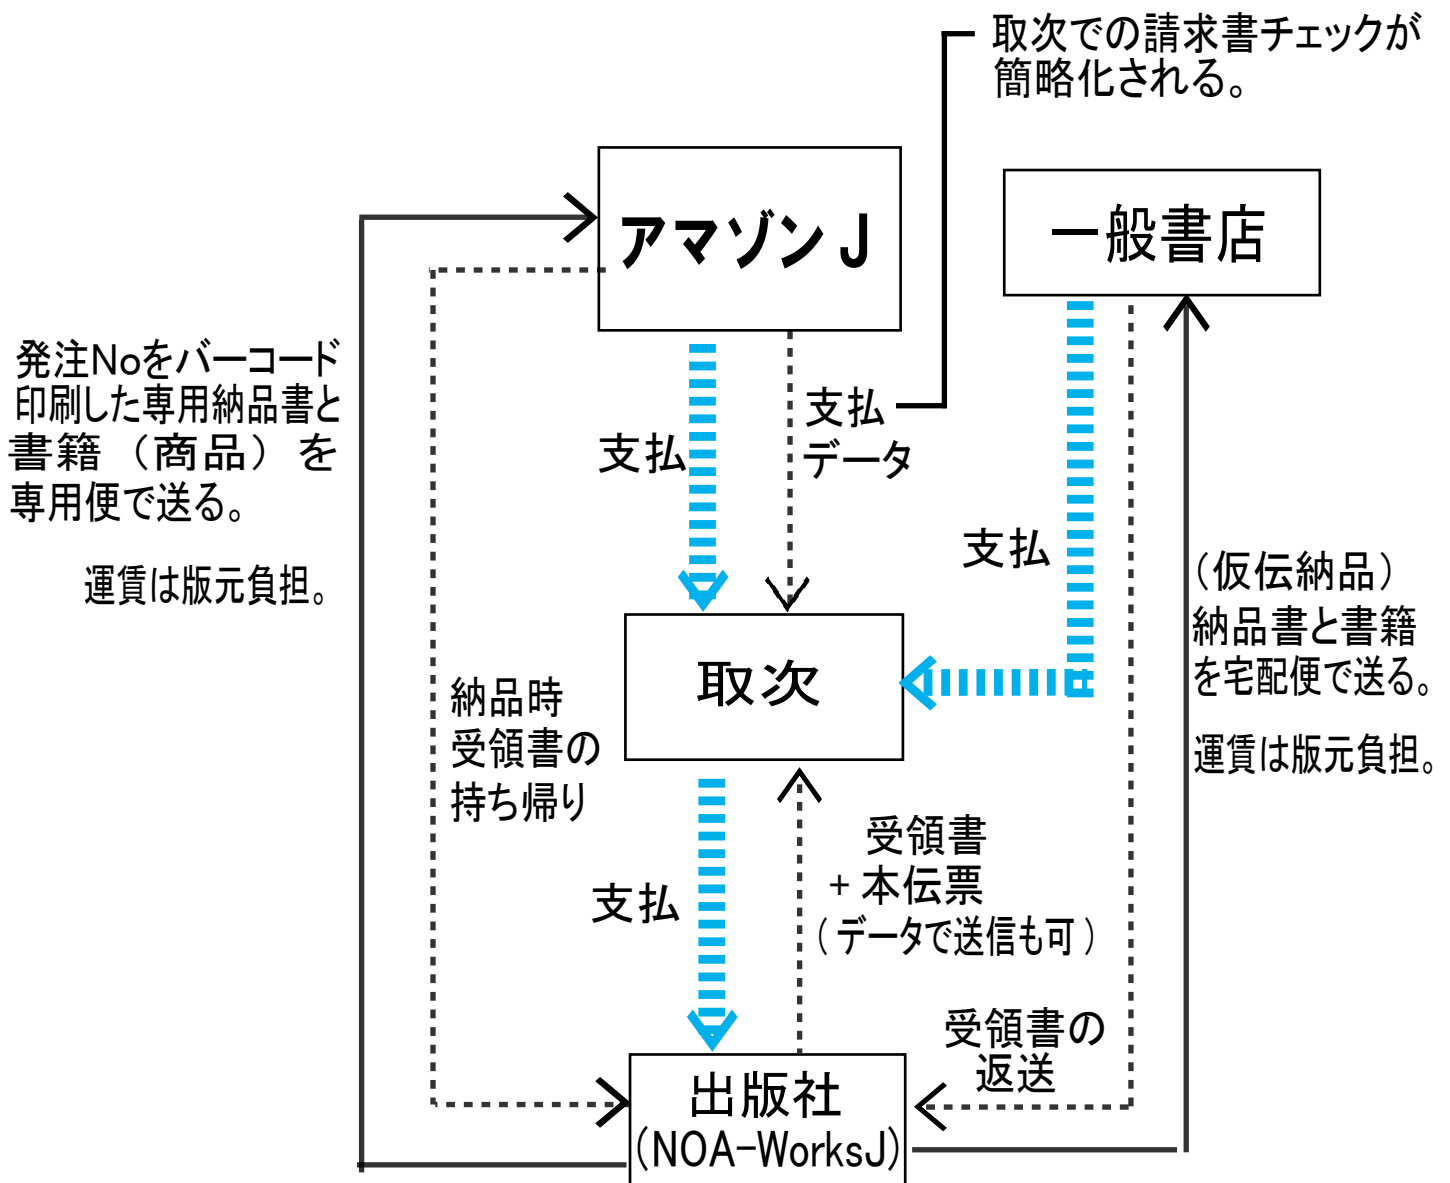 取次での請求書チェックが
簡略化される。
アマゾンJ
一般書店
発注Noをバーコード
印刷した専用納品書と
書籍（商品）を
専用便で送る。
運賃は版元負担。
支払
支払
データ
支払
（仮伝納品）
納品書と書籍
を宅配便で送る。
運賃は版元負担。
取次
納品時
受領書の
持ち帰り
支払
受領書
+本伝票
（データで送信も可）
受領書の
返送
出版社
(NOA-WorksJ)